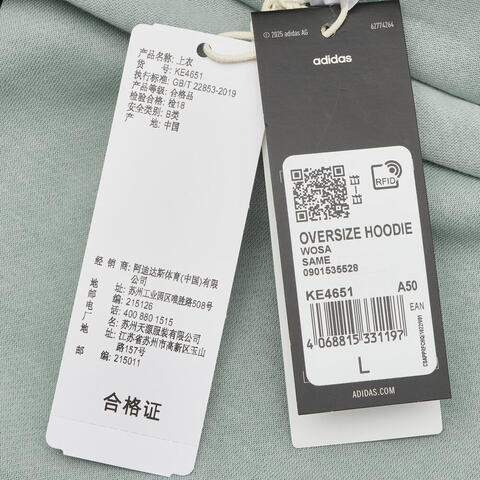 产品名称: 上衣
货 号: KE4651
执行标准: GB/T 22853-2019
产品等级: 合格品
检验合格: 检18
安全类别: B类
产 地: 中国
经 销 商: 阿迪达斯体育(中国)有限
公司
地 址: 苏州工业园区嘎胜路508号
邮 编: 215126
电 话: 400 880 1515
厂 名: 苏州天源服装有限公司
地 址: 江苏省苏州市高新区玉山
路157号
邮 编: 215011
合格证
© 2025 adidas AG
62774264
adidas
RFID
OVERSIZE HOODIE
WOSA
SAME
0901535528
KE4651 A50
EAN
4 068815 331197
L
ADIDAS.COM